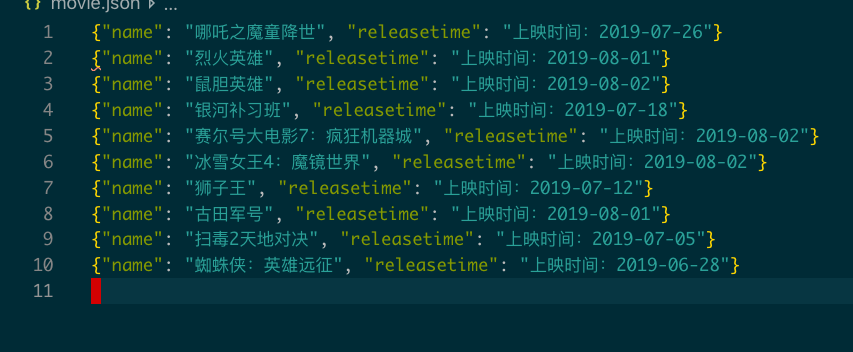 {} movie.json > ...
1 {"name": "哪吒之魔童降世", "releasetime": "上映时间：2019-07-26"}
2 {"name": "烈火英雄", "releasetime": "上映时间：2019-08-01"}
3 {"name": "鼠胆英雄", "releasetime": "上映时间：2019-08-02"}
4 {"name": "银河补习班", "releasetime": "上映时间：2019-07-18"}
5 {"name": "赛尔号大电影7：疯狂机器城", "releasetime": "上映时间：2019-08-02"}
6 {"name": "冰雪女王4：魔镜世界", "releasetime": "上映时间：2019-08-02"}
7 {"name": "狮子王", "releasetime": "上映时间：2019-07-12"}
8 {"name": "古田军号", "releasetime": "上映时间：2019-08-01"}
9 {"name": "扫毒2天地对决", "releasetime": "上映时间：2019-07-05"}
10 {"name": "蜘蛛侠：英雄远征", "releasetime": "上映时间：2019-06-28"}
11